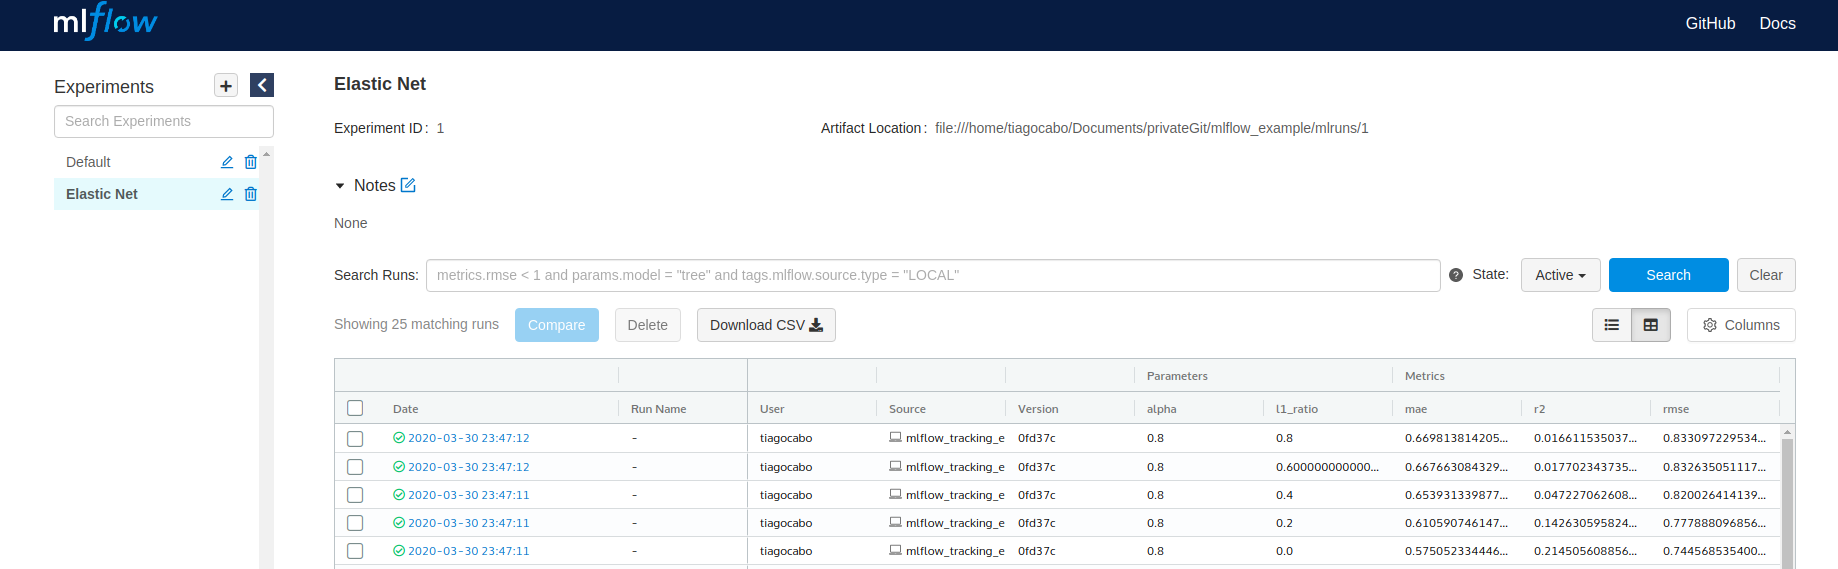 mlflow
GitHub Docs
Experiments
Search Experiments
Default
Elastic Net
Elastic Net
Experiment ID: 1 Artifact Location: file:///home/tiagocabo/Documents/privateGit/mlflow_example/mlruns/1
Notes
None
Search Runs: metrics.rmse < 1 and params.model = "tree" and tags.mlflow.source.type = "LOCAL" ? State: Active Search Clear
Showing 25 matching runs Compare Delete Download CSV Columns
Parameters Metrics
Date Run Name User Source Version alpha l1_ratio mae r2 rmse
2020-03-30 23:47:12 - tiagocabo mlflow_tracking_e 0fd37c 0.8 0.8 0.669813814205... 0.016611535037... 0.833097229534...
2020-03-30 23:47:12 - tiagocabo mlflow_tracking_e 0fd37c 0.8 0.600000000000... 0.667663084329... 0.017702343735... 0.832635051117...
2020-03-30 23:47:11 - tiagocabo mlflow_tracking_e 0fd37c 0.8 0.4 0.653931339877... 0.047227062608... 0.820026414139...
2020-03-30 23:47:11 - tiagocabo mlflow_tracking_e 0fd37c 0.8 0.2 0.610590746147... 0.142630595824... 0.777888096856...
2020-03-30 23:47:11 - tiagocabo mlflow_tracking_e 0fd37c 0.8 0.0 0.575052334446... 0.214505608856... 0.744568535400...